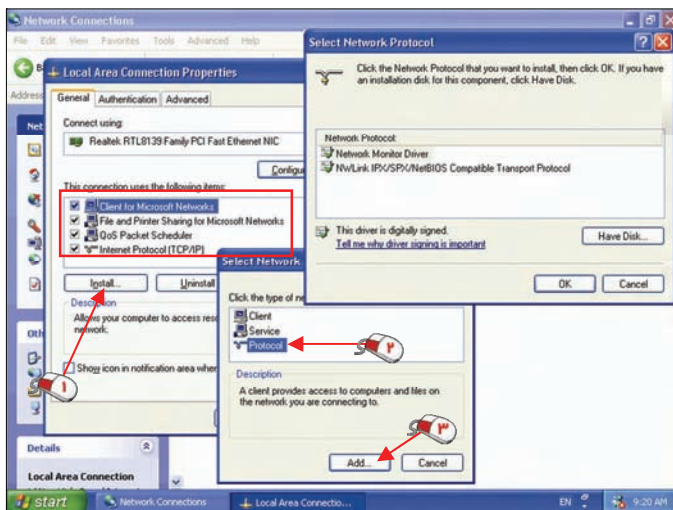 Network Connections
File Edit View Favorites Tools Advanced Help
Address
Net
Oth
Details
Local Area Connection
Local Area Connection Properties
General Authentication Advanced
Connect using:
Realtek RTL8139 Family PCI Fast Ethernet NIC
This connection uses the following items:
Client for Microsoft Networks
File and Printer Sharing for Microsoft Networks
QoS Packet Scheduler
Internet Protocol (TCP/IP)
Install... Uninstall
Description
Allows your computer to access
network.
Show icon in notification area
۱
Select Network
Click the type of
Client
Service
Protocol
۲
Description
A client provides access to computers and files on
the network you are connecting to.
۳
Add... Cancel
Select Network Protocol
Click the Network Protocol that you want to install, then click OK. If you have
an installation disk for this component, click Have Disk.
Network Protocol:
Network Monitor Driver
NWLink IPX/SPX/NetBIOS Compatible Transport Protocol
This driver is digitally signed.
Tell me why driver signing is important
Have Disk...
OK Cancel
start Network Connections Local Area Connectio... EN 9:20 AM